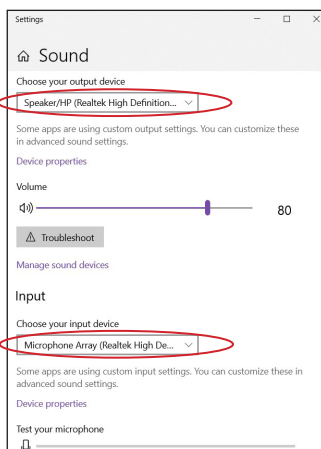 Settings
Sound
Choose your output device
Speaker/HP (Realtek High Definition...
Some apps are using custom output settings. You can customize these
in advanced sound settings.
Device properties
Volume
80
Troubleshoot
Manage sound devices
Input
Choose your input device
Microphone Array (Realtek High De...
Some apps are using custom input settings. You can customize these in
advanced sound settings.
Device properties
Test your microphone